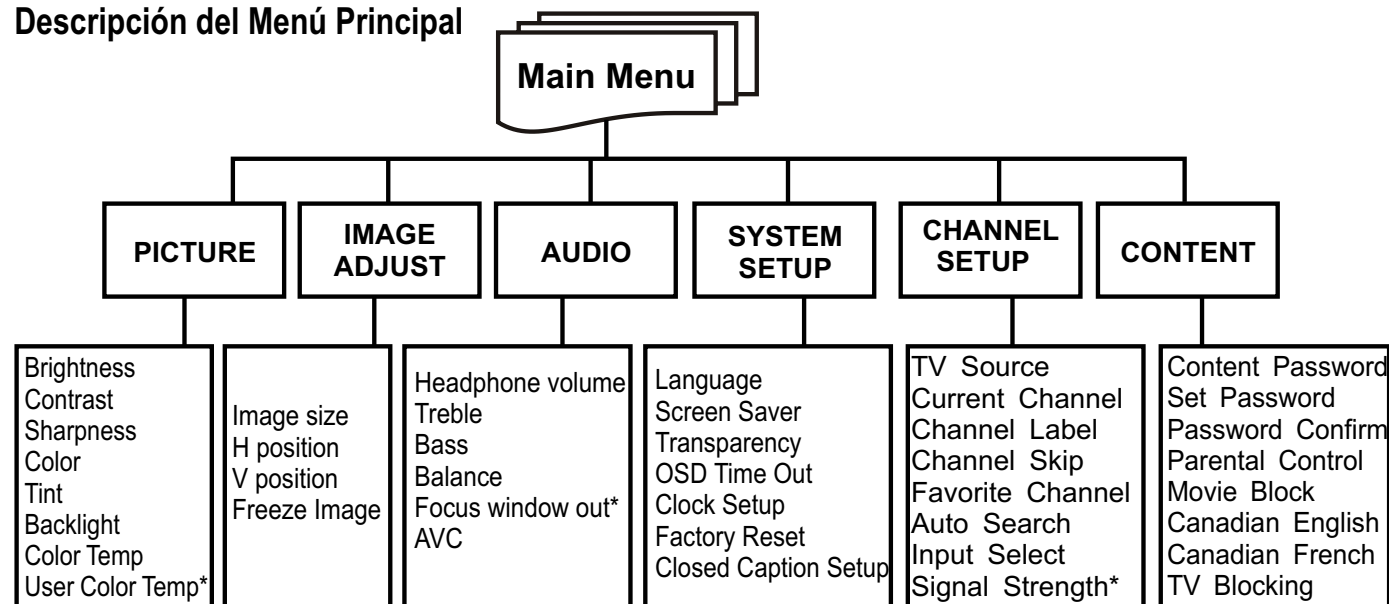 Descripción del Menú Principal
Main Menu
PICTURE
IMAGE
ADJUST
AUDIO
SYSTEM
SETUP
CHANNEL
SETUP
CONTENT
Brightness
Contrast
Sharpness
Color
Tint
Backlight
Color Temp
User Color Temp*
Image size
H position
V position
Freeze Image
Headphone volume
Treble
Bass
Balance
Focus window out*
AVC
Language
Screen Saver
Transparency
OSD Time Out
Clock Setup
Factory Reset
Closed Caption Setup
TV Source
Current Channel
Channel Label
Channel Skip
Favorite Channel
Auto Search
Input Select
Signal Strength*
Content Password
Set Password
Password Confirm
Parental Control
Movie Block
Canadian English
Canadian French
TV Blocking